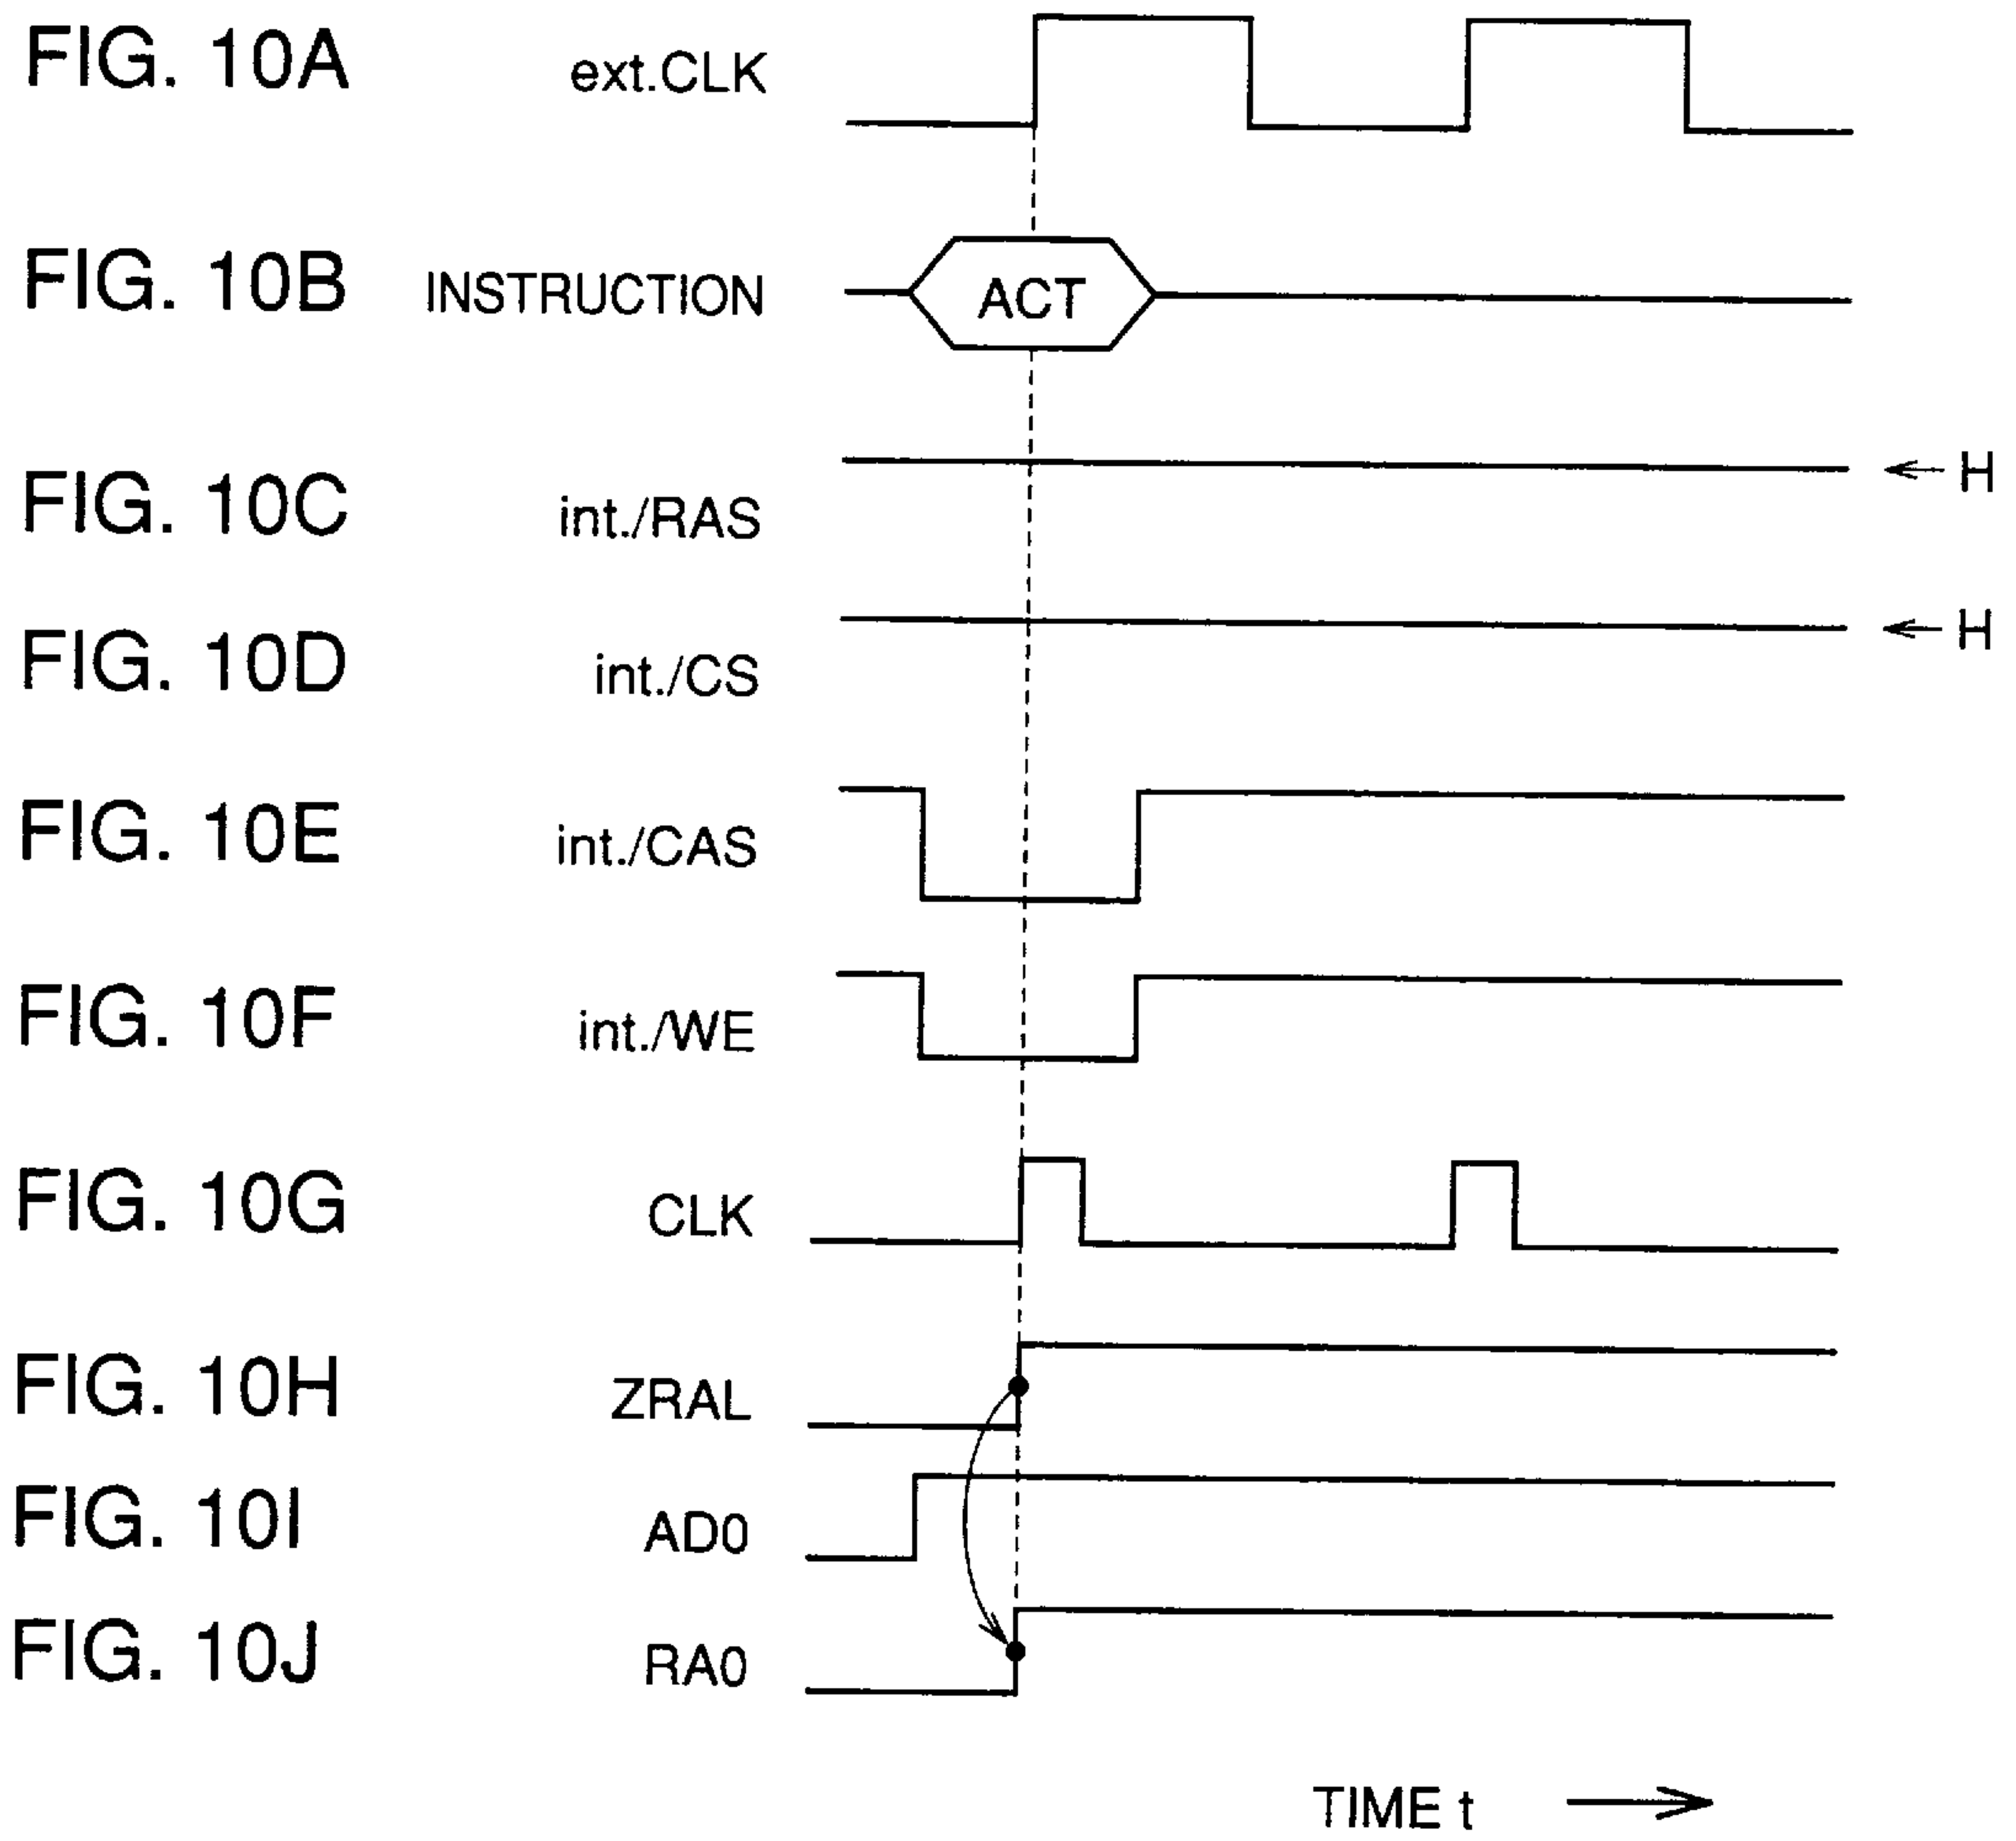 FIG. 10A ext.CLK
FIG. 10B INSTRUCTION ACT
FIG. 10C int./RAS H
FIG. 10D int./CS H
FIG. 10E int./CAS
FIG. 10F int./WE
FIG. 10G CLK
FIG. 10H ZRAL
FIG. 10I AD0
FIG. 10J RA0
TIME t